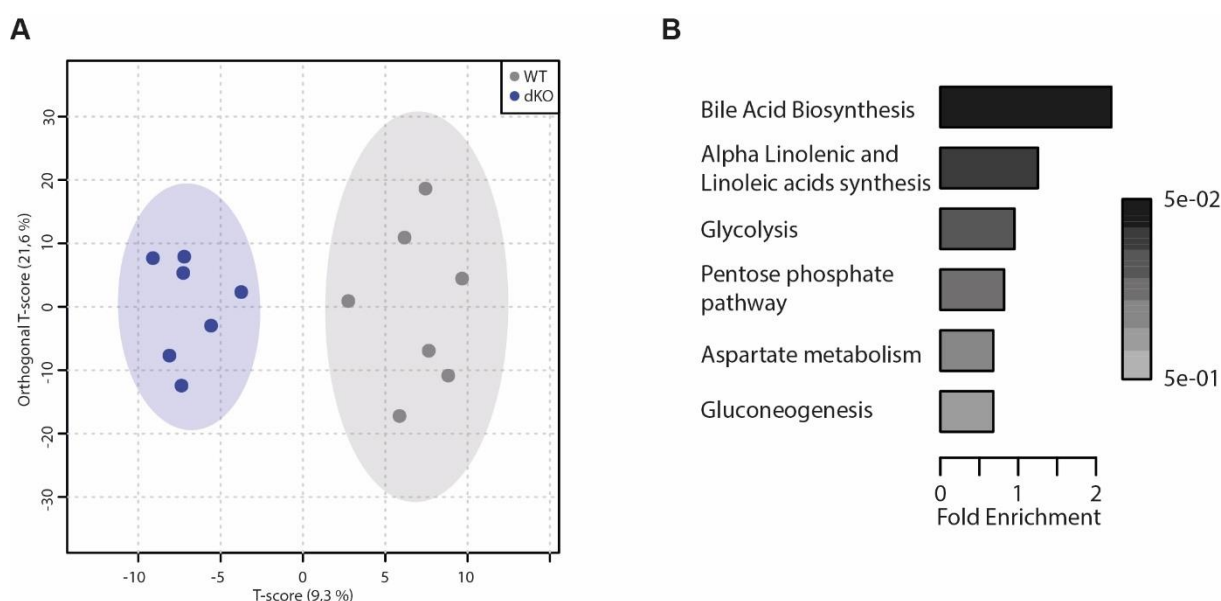 A
WT
dKO
Orthogonal T-score (21,6 %)
30
20
10
0
-10
-20
-30
-10
-5
0
5
10
T-score (9.3 %)
B
Bile Acid Biosynthesis
Alpha Linolenic and
Linoleic acids synthesis
Glycolysis
Pentose phosphate
pathway
Aspartate metabolism
Gluconeogenesis
5e-02
5e-01
0
1
2
Fold Enrichment